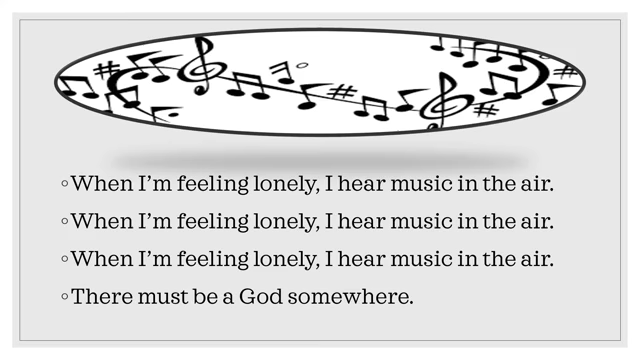 ◦When I’m feeling lonely, I hear music in the air.
◦When I’m feeling lonely, I hear music in the air.
◦When I’m feeling lonely, I hear music in the air.
◦There must be a God somewhere.